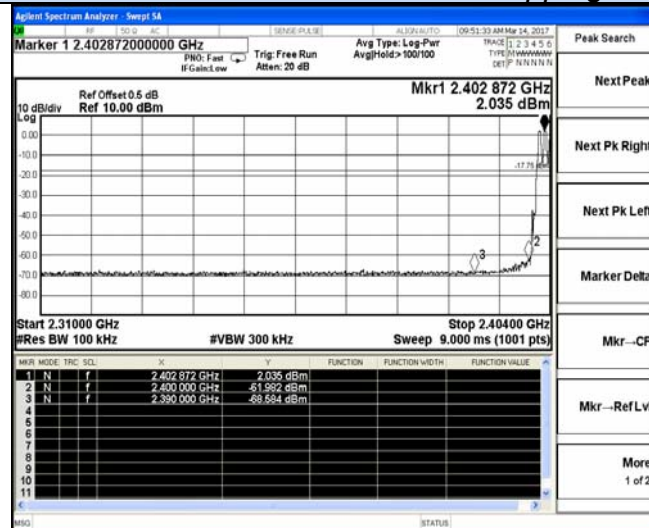 Agilent Spectrum Analyzer - Swept SA
RF 50 Ω AC SENSE:PULSE ALIGN AUTO 09:51:33 AM Mar 14, 2017
Marker 1 2.402872000000 GHz
PNO: Fast
IFGain:Low
Trig: Free Run
Atten: 20 dB
Avg Type: Log-Pwr
Avg|Hold:>100/100
TRACE 1 2 3 4 5 6
TYPE MWWWWW
DET P NNNNN
Peak Search
Next Peak
Next Pk Right
Next Pk Left
Marker Delta
Mkr→CF
Mkr→Ref Lvl
More
1 of 2
Ref Offset 0.5 dB
Ref 10.00 dBm
Mkr1 2.402 872 GHz
2.035 dBm
10 dB/div
Log
0.00
-10.0
-20.0
-30.0
-40.0
-50.0
-60.0
-70.0
-80.0
-17.75 dBm
3
2
Start 2.31000 GHz
Stop 2.40400 GHz
#Res BW 100 kHz
#VBW 300 kHz
Sweep 9.000 ms (1001 pts)
MKR MODE TRC SCL X Y FUNCTION FUNCTION WIDTH FUNCTION VALUE
1 N f 2.402 872 GHz 2.035 dBm
2 N f 2.400 000 GHz -61.982 dBm
3 N f 2.390 000 GHz -68.584 dBm
4
5
6
7
8
9
10
11
MSG
STATUS